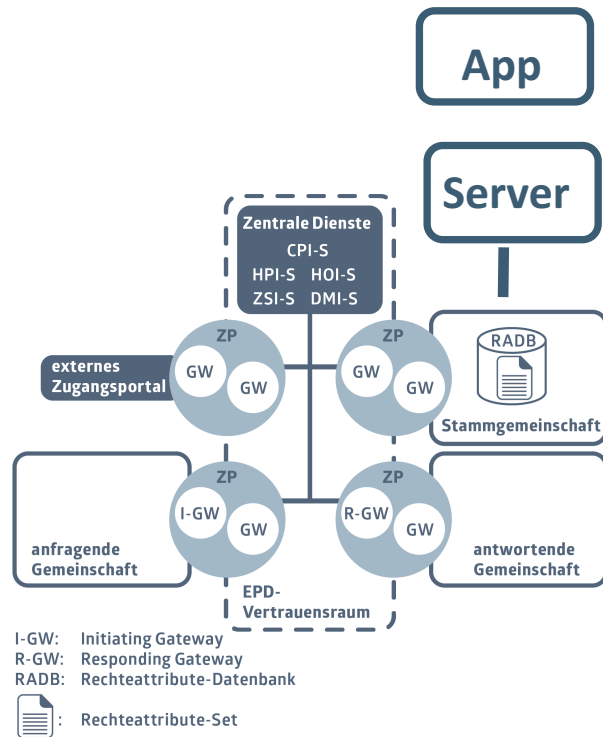 App
Server
Zentrale Dienste
CPI-S
HPI-S HOI-S
ZSI-S DMI-S
ZP
GW
GW
externes
Zugangsportal
ZP
GW
GW
RADB
Stammgemeinschaft
ZP
I-GW
GW
anfragende
Gemeinschaft
ZP
R-GW
GW
antwortende
Gemeinschaft
EPD-
Vertrauensraum
I-GW: Initiating Gateway
R-GW: Responding Gateway
RADB: Rechteattribute-Datenbank
: Rechteattribute-Set